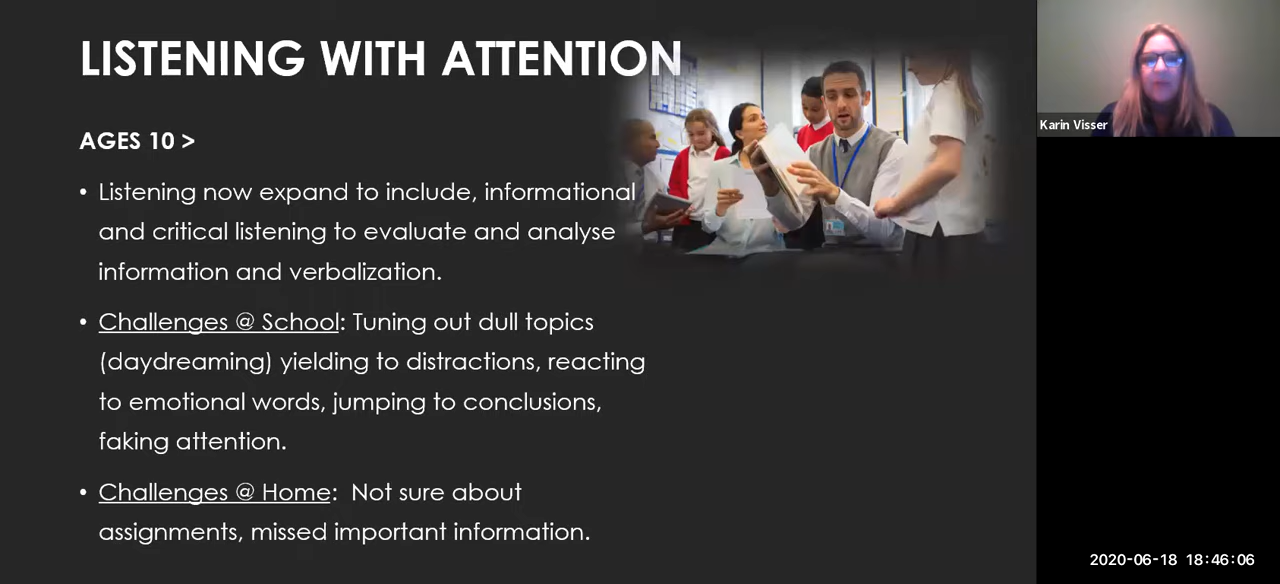 LISTENING WITH ATTENTION
AGES 10 >
• Listening now expand to include, informational
and critical listening to evaluate and analyse
information and verbalization.
• Challenges @ School: Tuning out dull topics
(daydreaming) yielding to distractions, reacting
to emotional words, jumping to conclusions,
faking attention.
• Challenges @ Home:  Not sure about
assignments, missed important information.
Karin Visser
2020-06-18 18:46:06